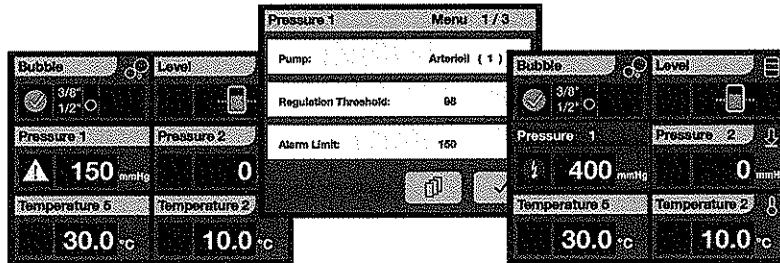 Bubble
Level
3/8"
1/2"
Pressure 1
Pressure 2
150 mmHg
0
Temperature 5
Temperature 2
30.0 °C
10.0 °C
Pressure 1
Menu 1 / 3
Pump:
Arterioll ( 1 )
Regulation Threshold:
98
Alarm Limit:
150
Bubble
Level
3/8"
1/2"
Pressure 1
Pressure 2
400 mmHg
0 mmH
Temperature 5
Temperature 2
30.0 °C
10.0 °C